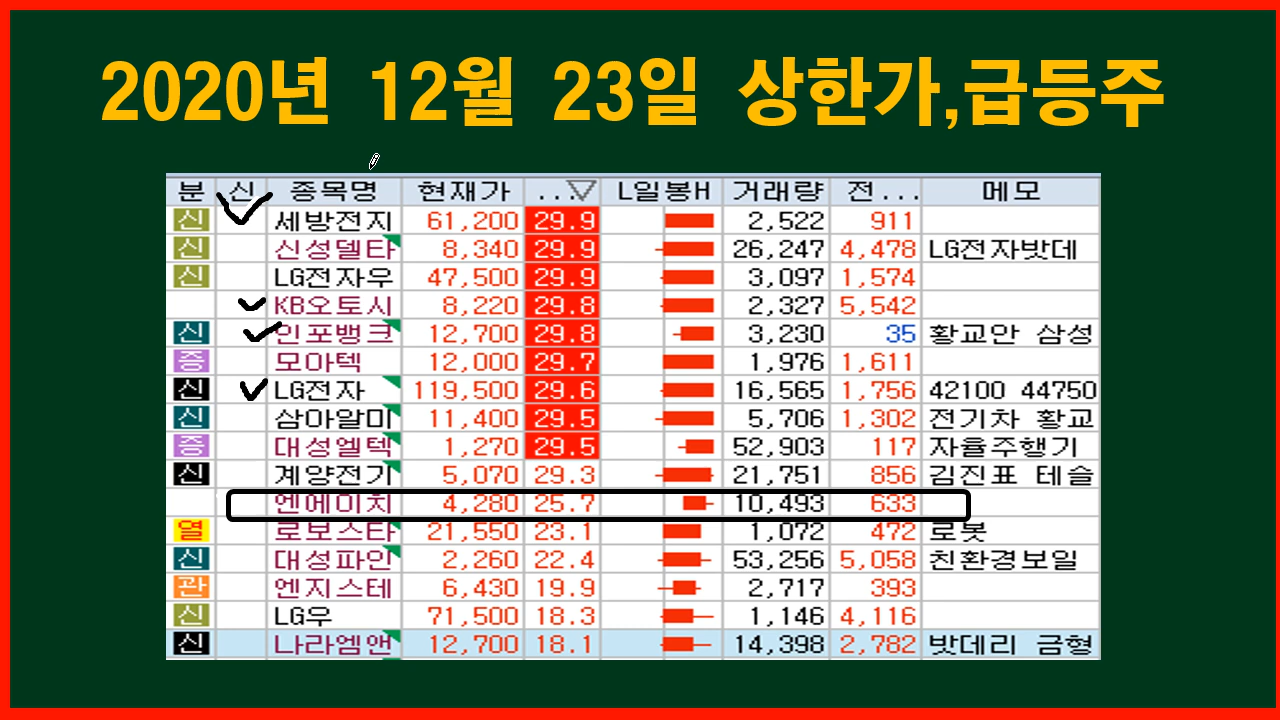 2020년 12월 23일 상한가,급등주
분 신 종목명 현재가 ...▽ L일봉H 거래량 전... 메모
신 세방전지 61,200 29.9 2,522 911
신 신성델타 8,340 29.9 26,247 4,478 LG전자밧데
신 LG전자우 47,500 29.9 3,097 1,574
KB오토시 8,220 29.8 2,327 5,542
신 인포뱅크 12,700 29.8 3,230 35 황교안 삼성
증 모아텍 12,000 29.7 1,976 1,611
신 LG전자 119,500 29.6 16,565 1,756 42100 44750
신 삼아알미 11,400 29.5 5,706 1,302 전기차 황교
증 대성엘텍 1,270 29.5 52,903 117 자율주행기
신 계양전기 5,070 29.3 21,751 856 김진표 테슬
엔에이치 4,280 25.7 10,493 633
열 로보스타 21,550 23.1 1,072 472 로봇
신 대성파인 2,260 22.4 53,256 5,058 친환경보일
관 엔지스테 6,430 19.9 2,717 393
신 LG우 71,500 18.3 1,146 4,116
신 나라엠앤 12,700 18.1 14,398 2,782 밧데리 금형